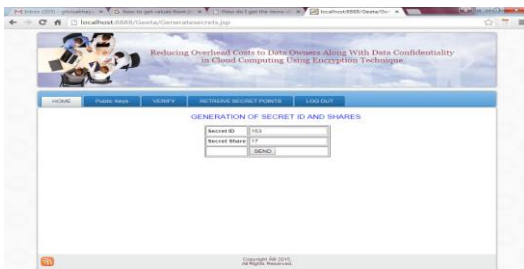 localhost:8888/Geeta/Generatesecrets.jsp
Reducing Overhead Costs to Data Owners Along With Data Confidentiality
in Cloud Computing Using Encryption Technique
HOME Public Keys VERIFY RETRIEVE SECRET POINTS LOG OUT
GENERATION OF SECRET ID AND SHARES
Secret ID 163
Secret Share 17
SEND
Copyright Â© 2015.
All Rights Reserved.